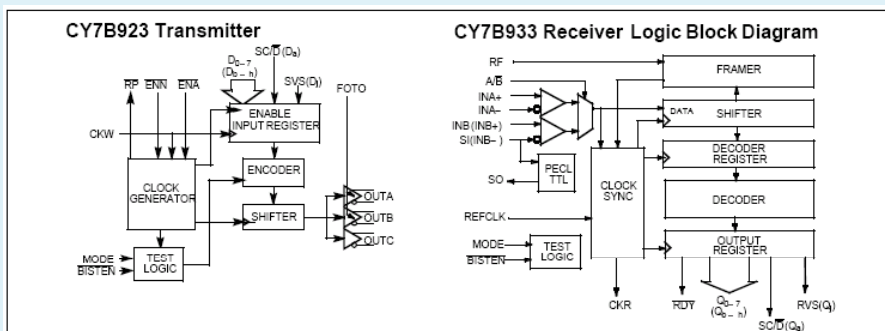 CY7B923 Transmitter
D0–7
(Db–h)
SC/D(Da)
SVS(Dj)
RP ENN ENA
FOTO
ENABLE
INPUT REGISTER
CKW
ENCODER
CLOCK
GENERATOR
SHIFTER
OUTA
OUTB
OUTC
MODE
BISTEN
TEST
LOGIC
CY7B933 Receiver Logic Block Diagram
RF
FRAMER
A/B
INA+
INA–
DATA
SHIFTER
INB (INB+)
SI(INB–)
DECODER
REGISTER
PECL
TTL
SO
CLOCK
SYNC
DECODER
REFCLK
OUTPUT
REGISTER
MODE
BISTEN
TEST
LOGIC
CKR
RDY
Q0–7
(Qb–h)
SC/D(Qa)
RVS(Qj)